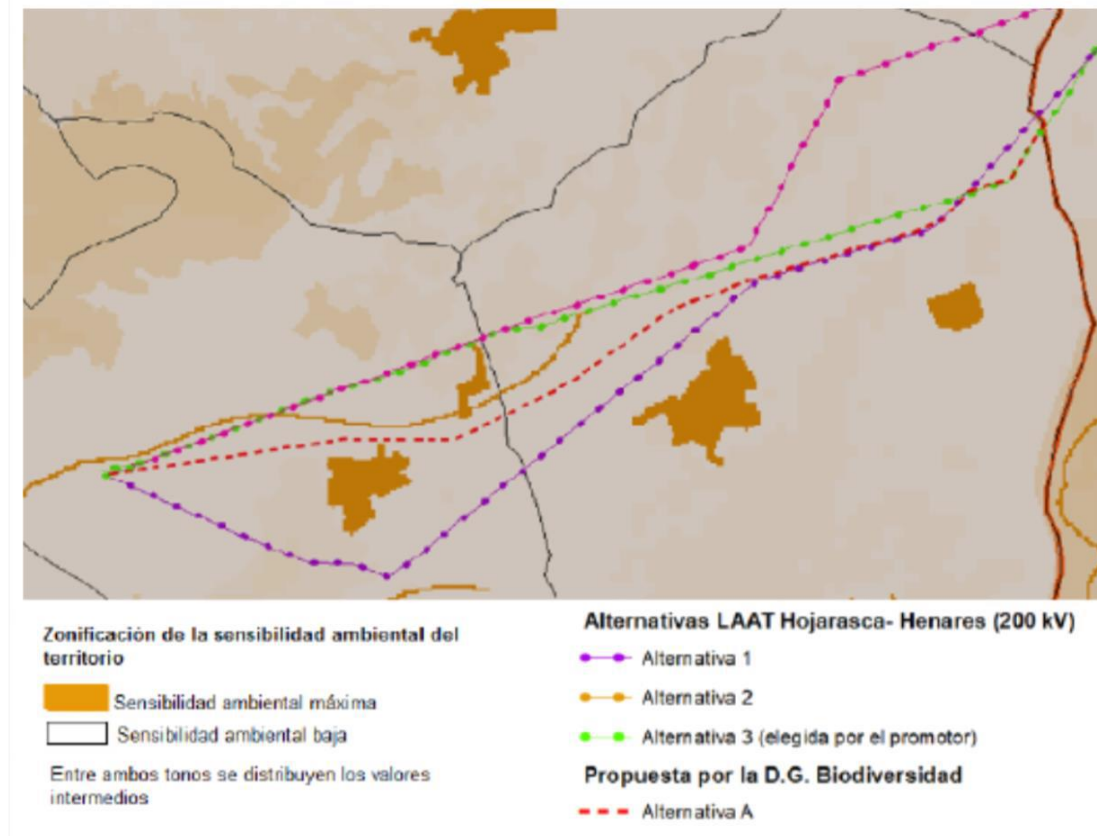 Zonificación de la sensibilidad ambiental del
territorio
Sensibilidad ambiental máxima
Sensibilidad ambiental baja
Entre ambos tonos se distribuyen los valores
intermedios
Alternativas LAAT Hojarasca- Henares (200 kV)
Alternativa 1
Alternativa 2
Alternativa 3 (elegida por el promotor)
Propuesta por la D.G. Biodiversidad
Alternativa A